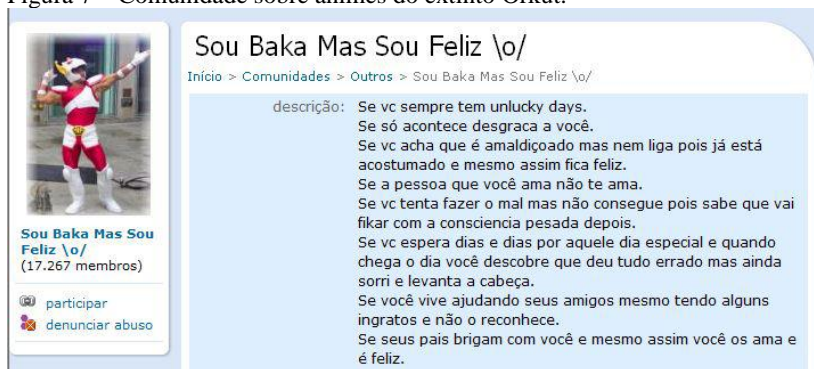 Figura 7 – Comunidade sobre animes do extinto Orkut.
Sou Baka Mas Sou Feliz \o/
Início > Comunidades > Outros > Sou Baka Mas Sou Feliz \o/
descrição: Se vc sempre tem unlucky days.
Se só acontece desgraca a você.
Se vc acha que é amaldiçoado mas nem liga pois já está
acostumado e mesmo assim fica feliz.
Se a pessoa que você ama não te ama.
Se vc tenta fazer o mal mas não consegue pois sabe que vai
fikar com a consciencia pesada depois.
Se vc espera dias e dias por aquele dia especial e quando
chega o dia você descobre que deu tudo errado mas ainda
sorri e levanta a cabeça.
Se você vive ajudando seus amigos mesmo tendo alguns
ingratos e não o reconhece.
Se seus pais brigam com você e mesmo assim você os ama e
é feliz.
Sou Baka Mas Sou
Feliz \o/
(17.267 membros)
participar
denunciar abuso